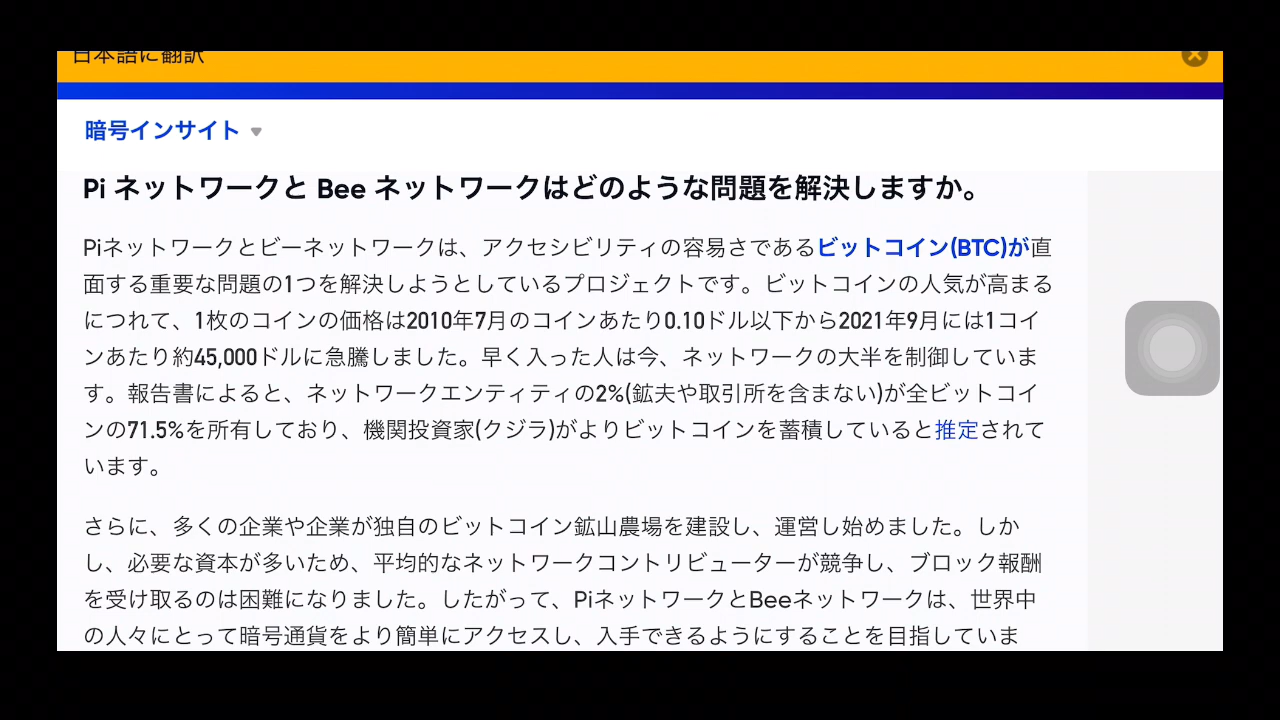 日本語に翻訳
暗号インサイト
Pi ネットワークと Bee ネットワークはどのような問題を解決しますか。
Piネットワークとビーネットワークは、アクセシビリティの容易さであるビットコイン(BTC)が直
面する重要な問題の1つを解決しようとしているプロジェクトです。ビットコインの人気が高まる
につれて、1枚のコインの価格は2010年7月のコインあたり0.10ドル以下から2021年9月には1コイ
ンあたり約45,000ドルに急騰しました。早く入った人は今、ネットワークの大半を制御していま
す。報告書によると、ネットワークエンティティの2%(鉱夫や取引所を含まない)が全ビットコイ
ンの71.5%を所有しており、機関投資家(クジラ)がよりビットコインを蓄積していると推定されて
います。
さらに、多くの企業や企業が独自のビットコイン鉱山農場を建設し、運営し始めました。しか
し、必要な資本が多いため、平均的なネットワークコントリビューターが競争し、ブロック報酬
を受け取るのは困難になりました。したがって、PiネットワークとBeeネットワークは、世界中
の人々にとって暗号通貨をより簡単にアクセスし、入手できるようにすることを目指していま